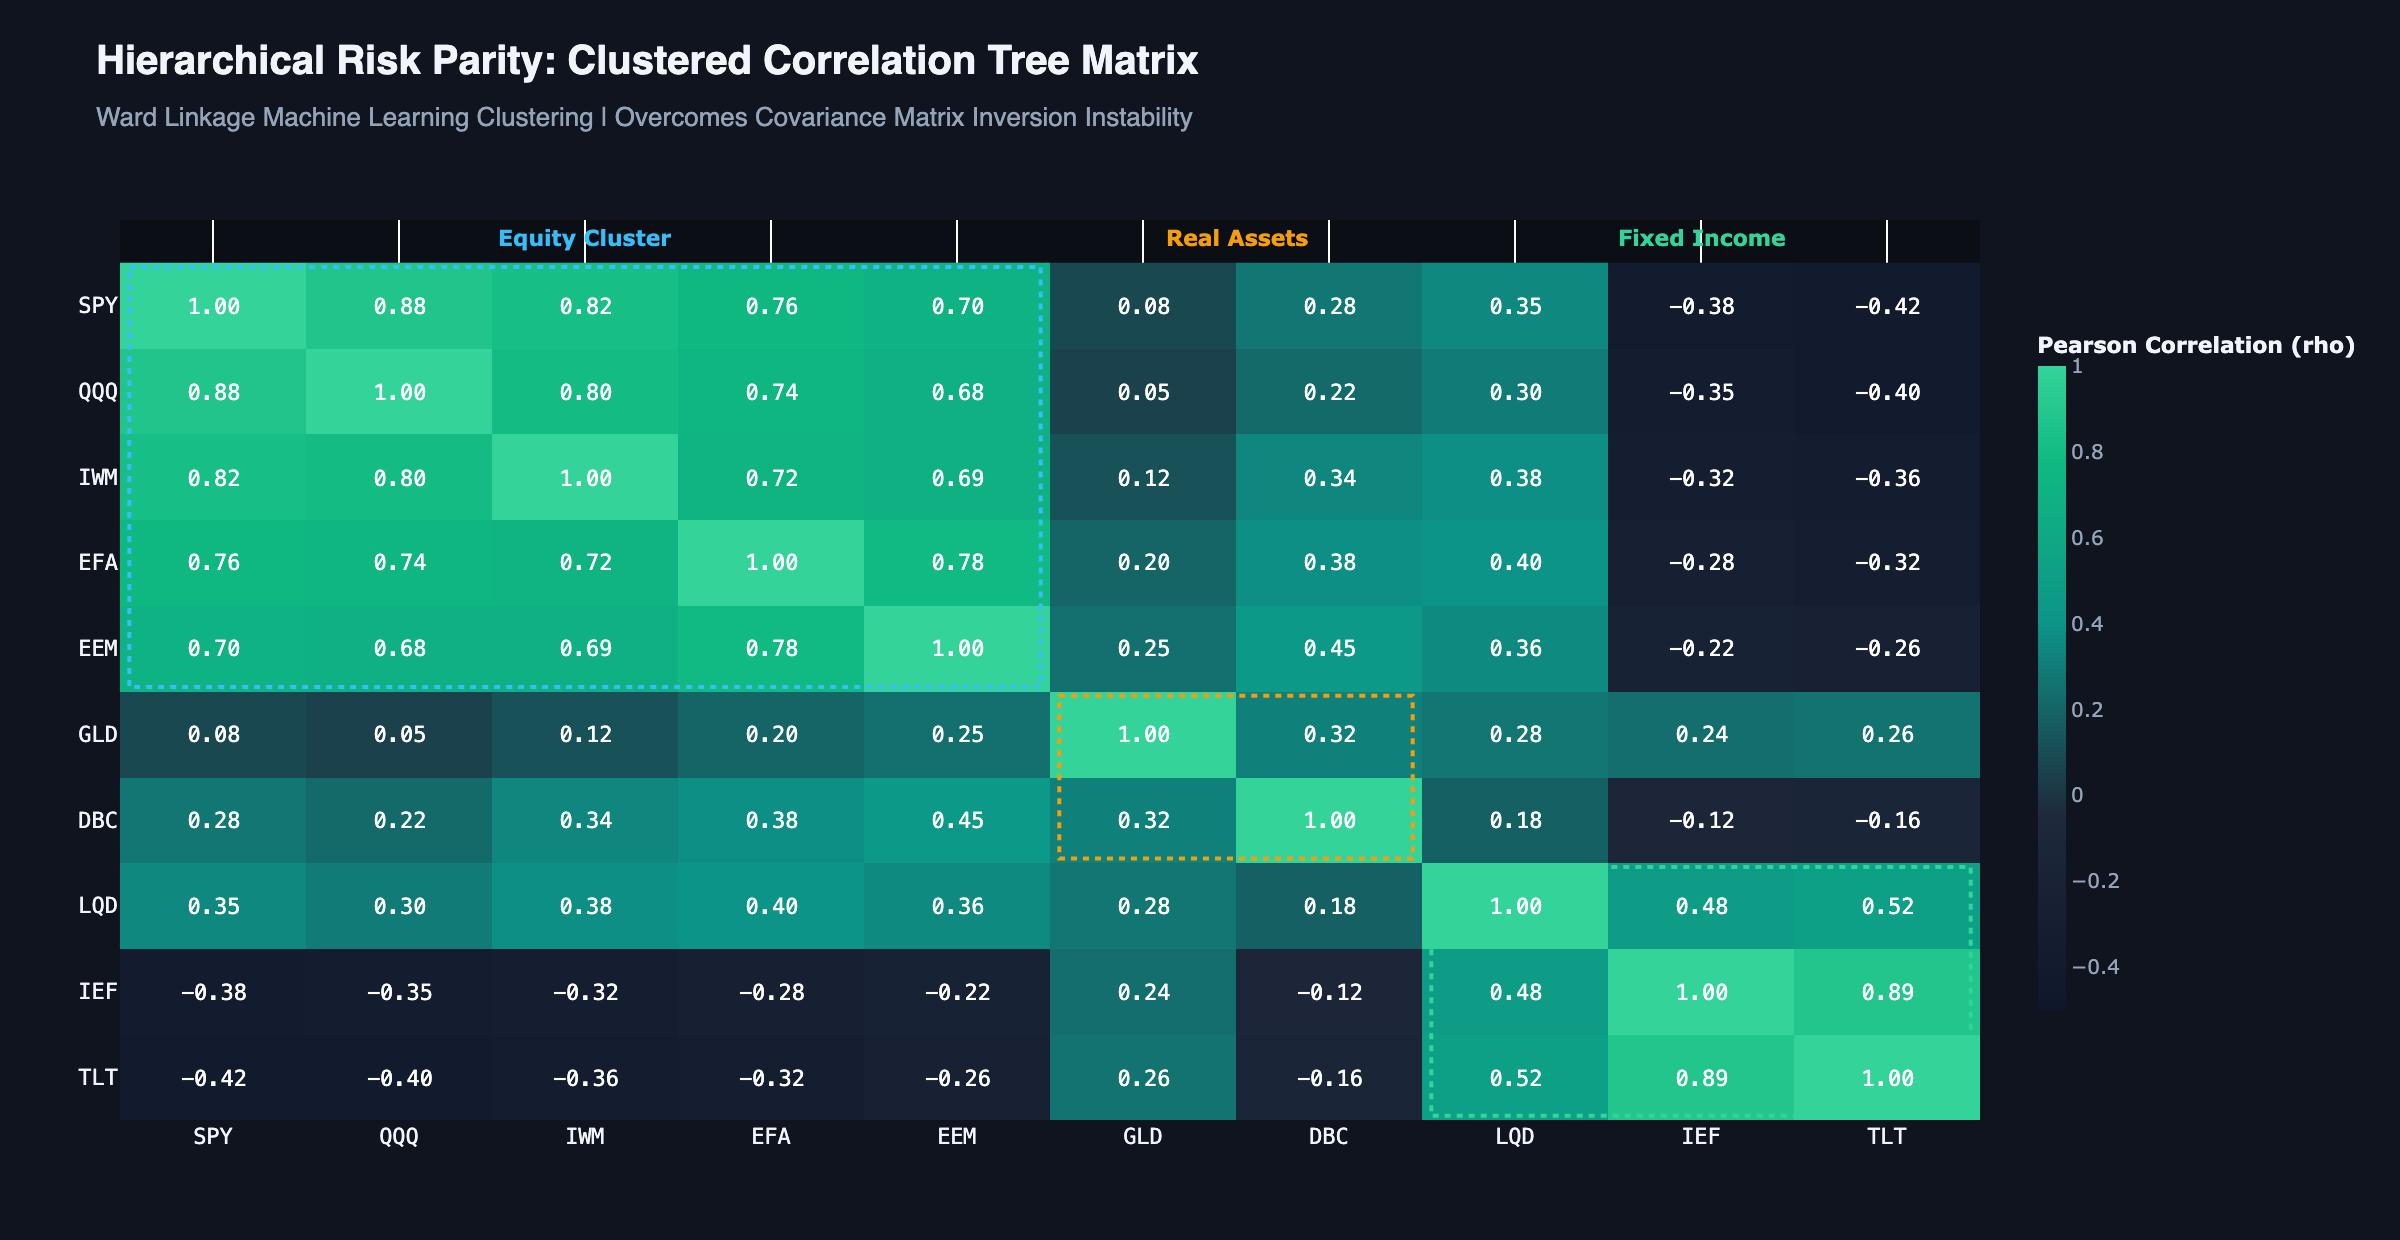 Hierarchical Risk Parity: Clustered Correlation Tree Matrix
Ward Linkage Machine Learning Clustering | Overcomes Covariance Matrix Inversion Instability
Equity Cluster Real Assets Fixed Income
SPY 1.00 0.88 0.82 0.76 0.70 0.08 0.28 0.35 −0.38 −0.42
QQQ 0.88 1.00 0.80 0.74 0.68 0.05 0.22 0.30 −0.35 −0.40
IWM 0.82 0.80 1.00 0.72 0.69 0.12 0.34 0.38 −0.32 −0.36
EFA 0.76 0.74 0.72 1.00 0.78 0.20 0.38 0.40 −0.28 −0.32
EEM 0.70 0.68 0.69 0.78 1.00 0.25 0.45 0.36 −0.22 −0.26
GLD 0.08 0.05 0.12 0.20 0.25 1.00 0.32 0.28 0.24 0.26
DBC 0.28 0.22 0.34 0.38 0.45 0.32 1.00 0.18 −0.12 −0.16
LQD 0.35 0.30 0.38 0.40 0.36 0.28 0.18 1.00 0.48 0.52
IEF −0.38 −0.35 −0.32 −0.28 −0.22 0.24 −0.12 0.48 1.00 0.89
TLT −0.42 −0.40 −0.36 −0.32 −0.26 0.26 −0.16 0.52 0.89 1.00
SPY QQQ IWM EFA EEM GLD DBC LQD IEF TLT
Pearson Correlation (rho)
1
0.8
0.6
0.4
0.2
0
−0.2
−0.4